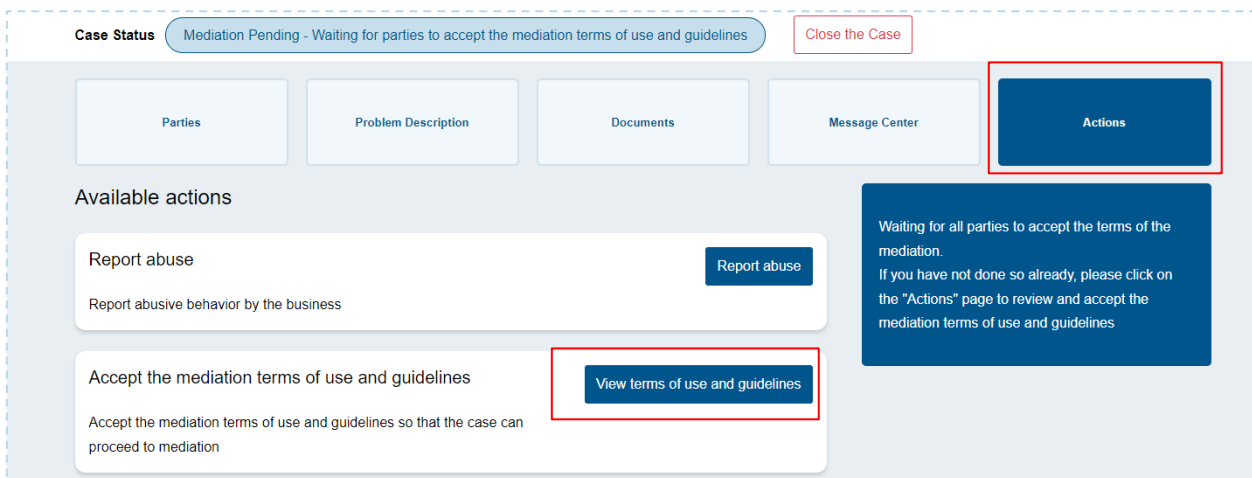 Case Status Mediation Pending - Waiting for parties to accept the mediation terms of use and guidelines Close the Case
Parties Problem Description Documents Message Center Actions
Available actions
Report abuse
Report abuse
Report abusive behavior by the business
Accept the mediation terms of use and guidelines
View terms of use and guidelines
Accept the mediation terms of use and guidelines so that the case can
proceed to mediation
Waiting for all parties to accept the terms of the
mediation.
If you have not done so already, please click on
the "Actions" page to review and accept the
mediation terms of use and guidelines